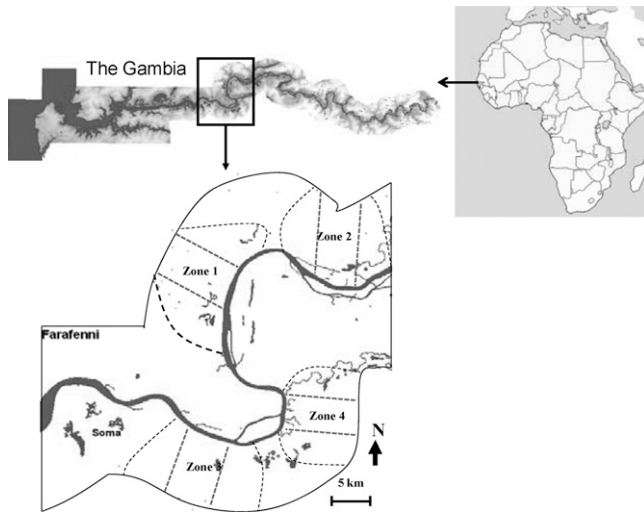 The Gambia
Zone 2
Zone 1
Farafenni
Zone 4
Soma
N
Zone 3
5 km